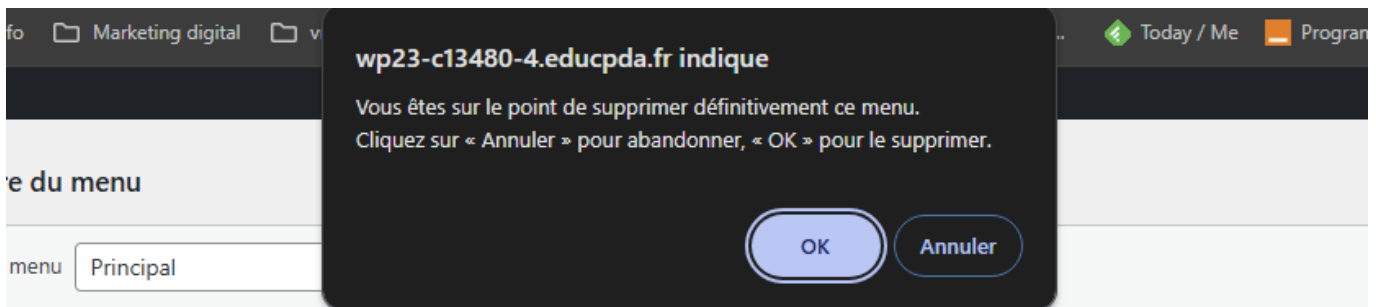 fo Marketing digital Today / Me
wp23-c13480-4.educpda.fr indique
Vous êtes sur le point de supprimer définitivement ce menu.
Cliquez sur « Annuler » pour abandonner, « OK » pour le supprimer.
e du menu
OK Annuler
menu Principal